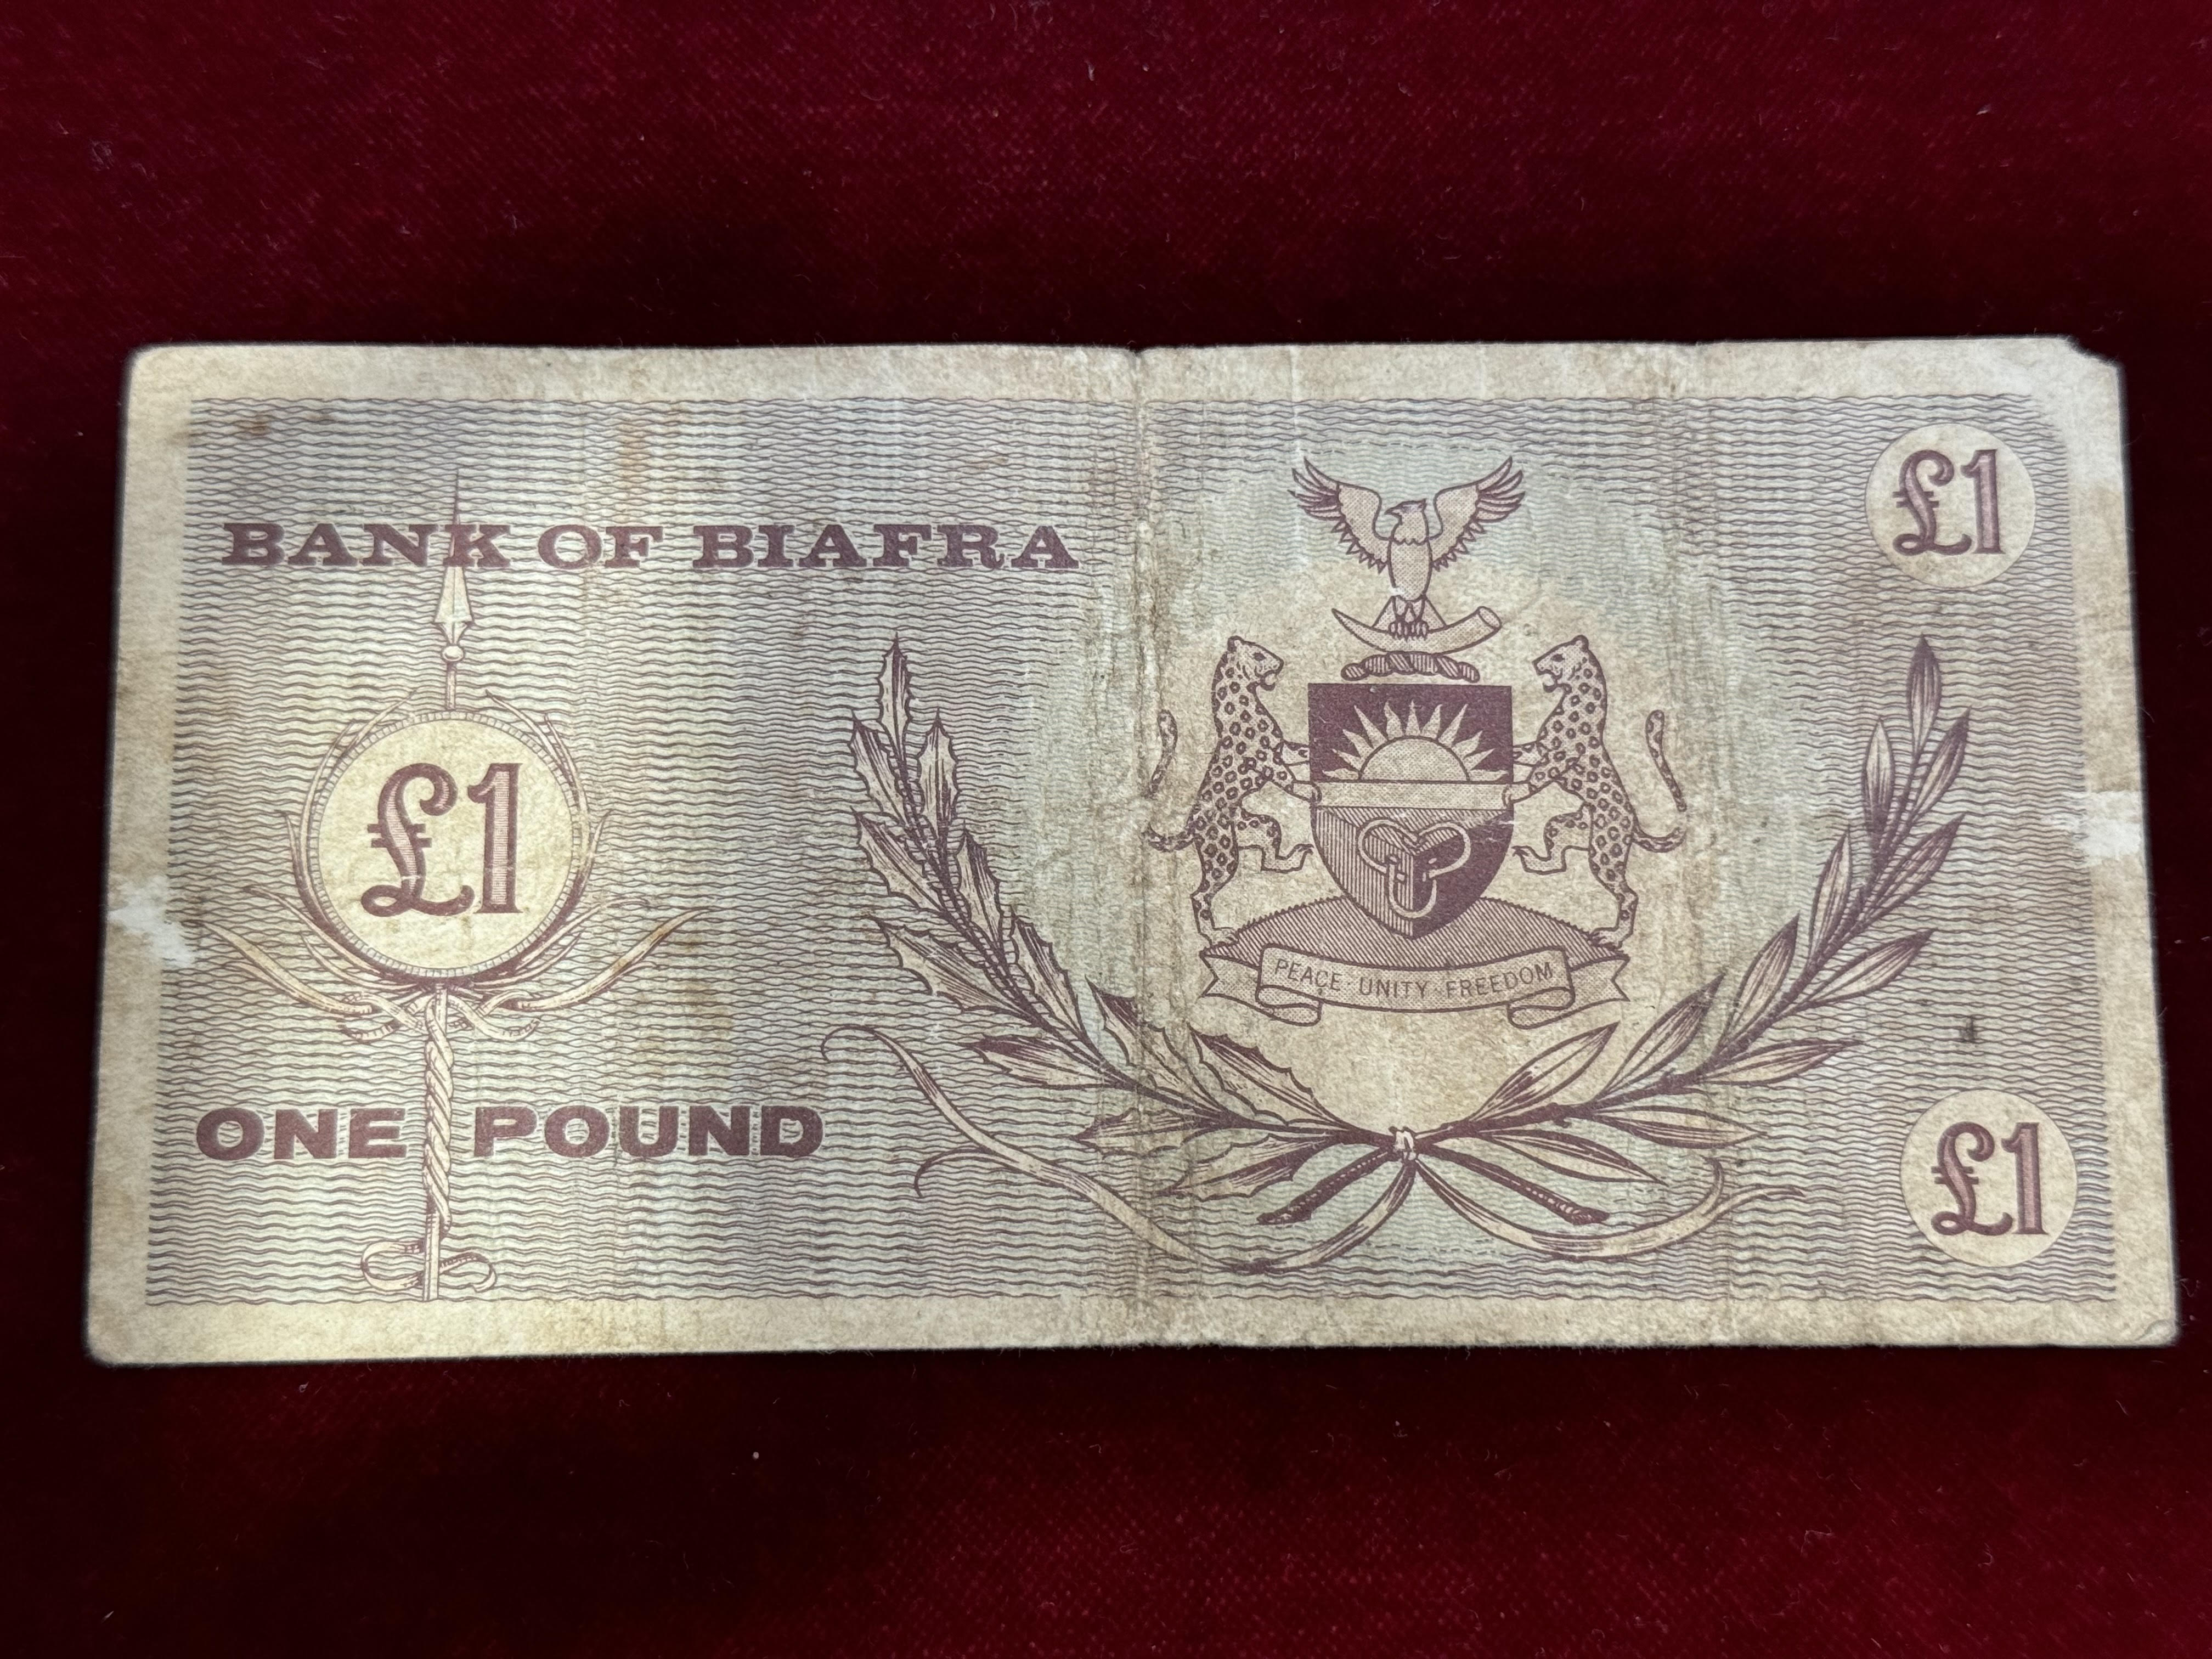 £1
BANK OF BIAFRA
£1
PEACE · UNITY · FREEDOM
ONE POUND
£1